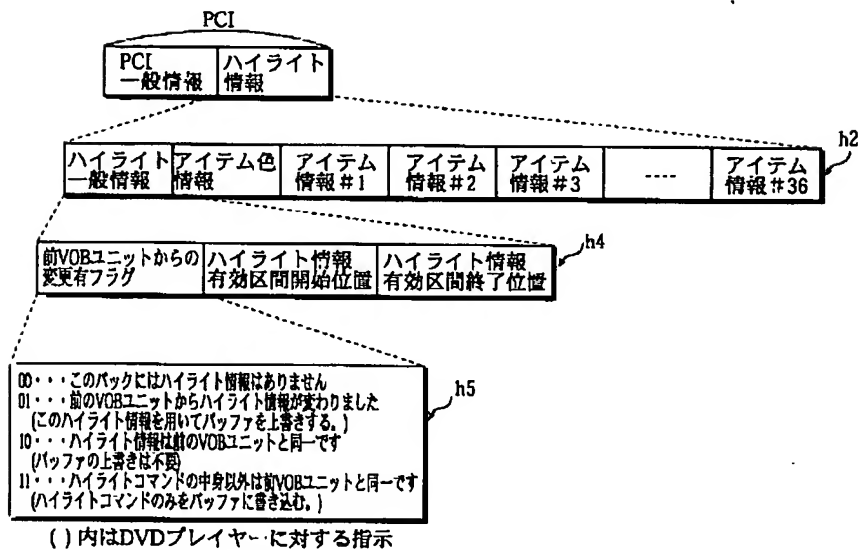 PCI
PCI
一般情報
ハイライト
情報
h2
ハイライト
一般情報
アイテム色
情報
アイテム
情報#1
アイテム
情報#2
アイテム
情報#3
----
アイテム
情報#36
h4
前VOBユニットからの
変更有フラグ
ハイライト情報
有効区間開始位置
ハイライト情報
有効区間終了位置
h5
00・・・このパックにはハイライト情報はありません
01・・・前のVOBユニットからハイライト情報が変わりました
(このハイライト情報を用いてバッファを上書きする。)
10・・・ハイライト情報は前のVOBユニットと同一です
(バッファの上書きは不要)
11・・・ハイライトコマンドの中身以外は前VOBユニットと同一です
(ハイライトコマンドのみをバッファに書き込む。)
( ) 内はDVDプレイヤーに対する指示